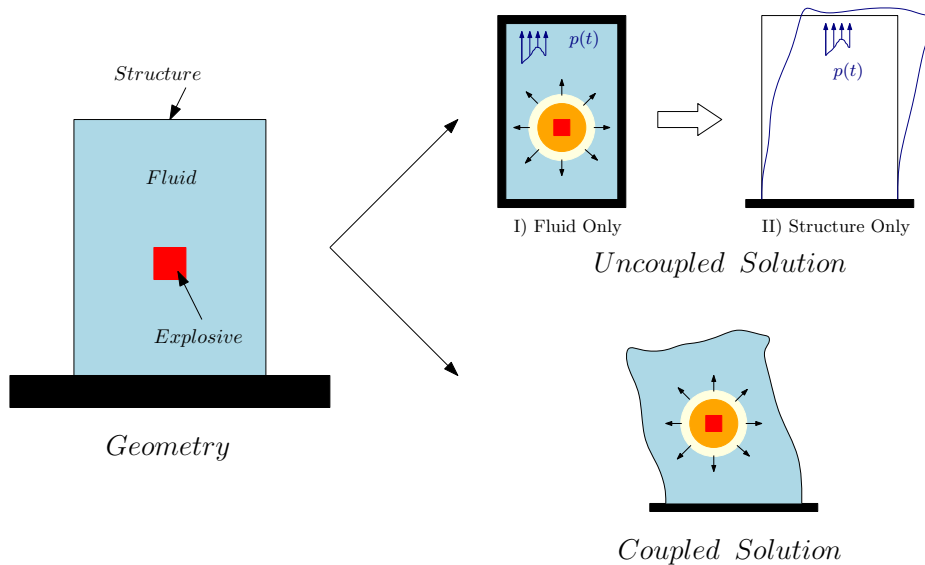 Structure
Fluid
Explosive
Geometry
p(t)
I) Fluid Only
p(t)
II) Structure Only
Uncoupled Solution
Coupled Solution